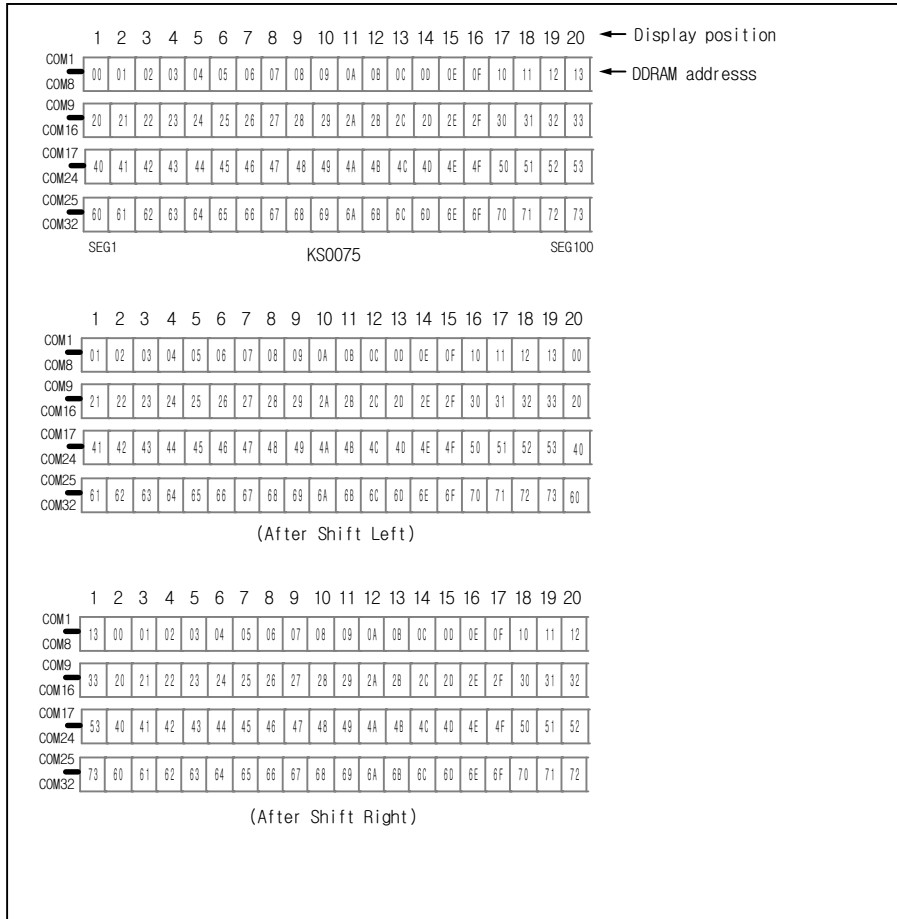 1 2 3 4 5 6 7 8 9 10 11 12 13 14 15 16 17 18 19 20 Display position
COM1
00 01 02 03 04 05 06 07 08 09 0A 0B 0C 0D 0E 0F 10 11 12 13 DDRAM addresss
COM8
COM9
20 21 22 23 24 25 26 27 28 29 2A 2B 2C 2D 2E 2F 30 31 32 33
COM16
COM17
40 41 42 43 44 45 46 47 48 49 4A 4B 4C 4D 4E 4F 50 51 52 53
COM24
COM25
60 61 62 63 64 65 66 67 68 69 6A 6B 6C 6D 6E 6F 70 71 72 73
COM32
SEG1 KS0075 SEG100
1 2 3 4 5 6 7 8 9 10 11 12 13 14 15 16 17 18 19 20
COM1
01 02 03 04 05 06 07 08 09 0A 0B 0C 0D 0E 0F 10 11 12 13 00
COM8
COM9
21 22 23 24 25 26 27 28 29 2A 2B 2C 2D 2E 2F 30 31 32 33 20
COM16
COM17
41 42 43 44 45 46 47 48 49 4A 4B 4C 4D 4E 4F 50 51 52 53 40
COM24
COM25
61 62 63 64 65 66 67 68 69 6A 6B 6C 6D 6E 6F 70 71 72 73 60
COM32
(After Shift Left)
1 2 3 4 5 6 7 8 9 10 11 12 13 14 15 16 17 18 19 20
COM1
13 00 01 02 03 04 05 06 07 08 09 0A 0B 0C 0D 0E 0F 10 11 12
COM8
COM9
33 20 21 22 23 24 25 26 27 28 29 2A 2B 2C 2D 2E 2F 30 31 32
COM16
COM17
53 40 41 42 43 44 45 46 47 48 49 4A 4B 4C 4D 4E 4F 50 51 52
COM24
COM25
73 60 61 62 63 64 65 66 67 68 69 6A 6B 6C 6D 6E 6F 70 71 72
COM32
(After Shift Right)